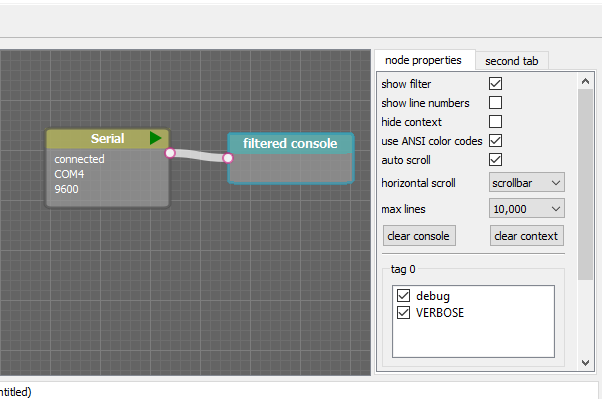 node properties
second tab
show filter
show line numbers
hide context
use ANSI color codes
auto scroll
horizontal scroll scrollbar
max lines 10,000
clear console clear context
tag 0
debug
VERBOSE
Serial
connected
COM4
9600
filtered console
ntitled)